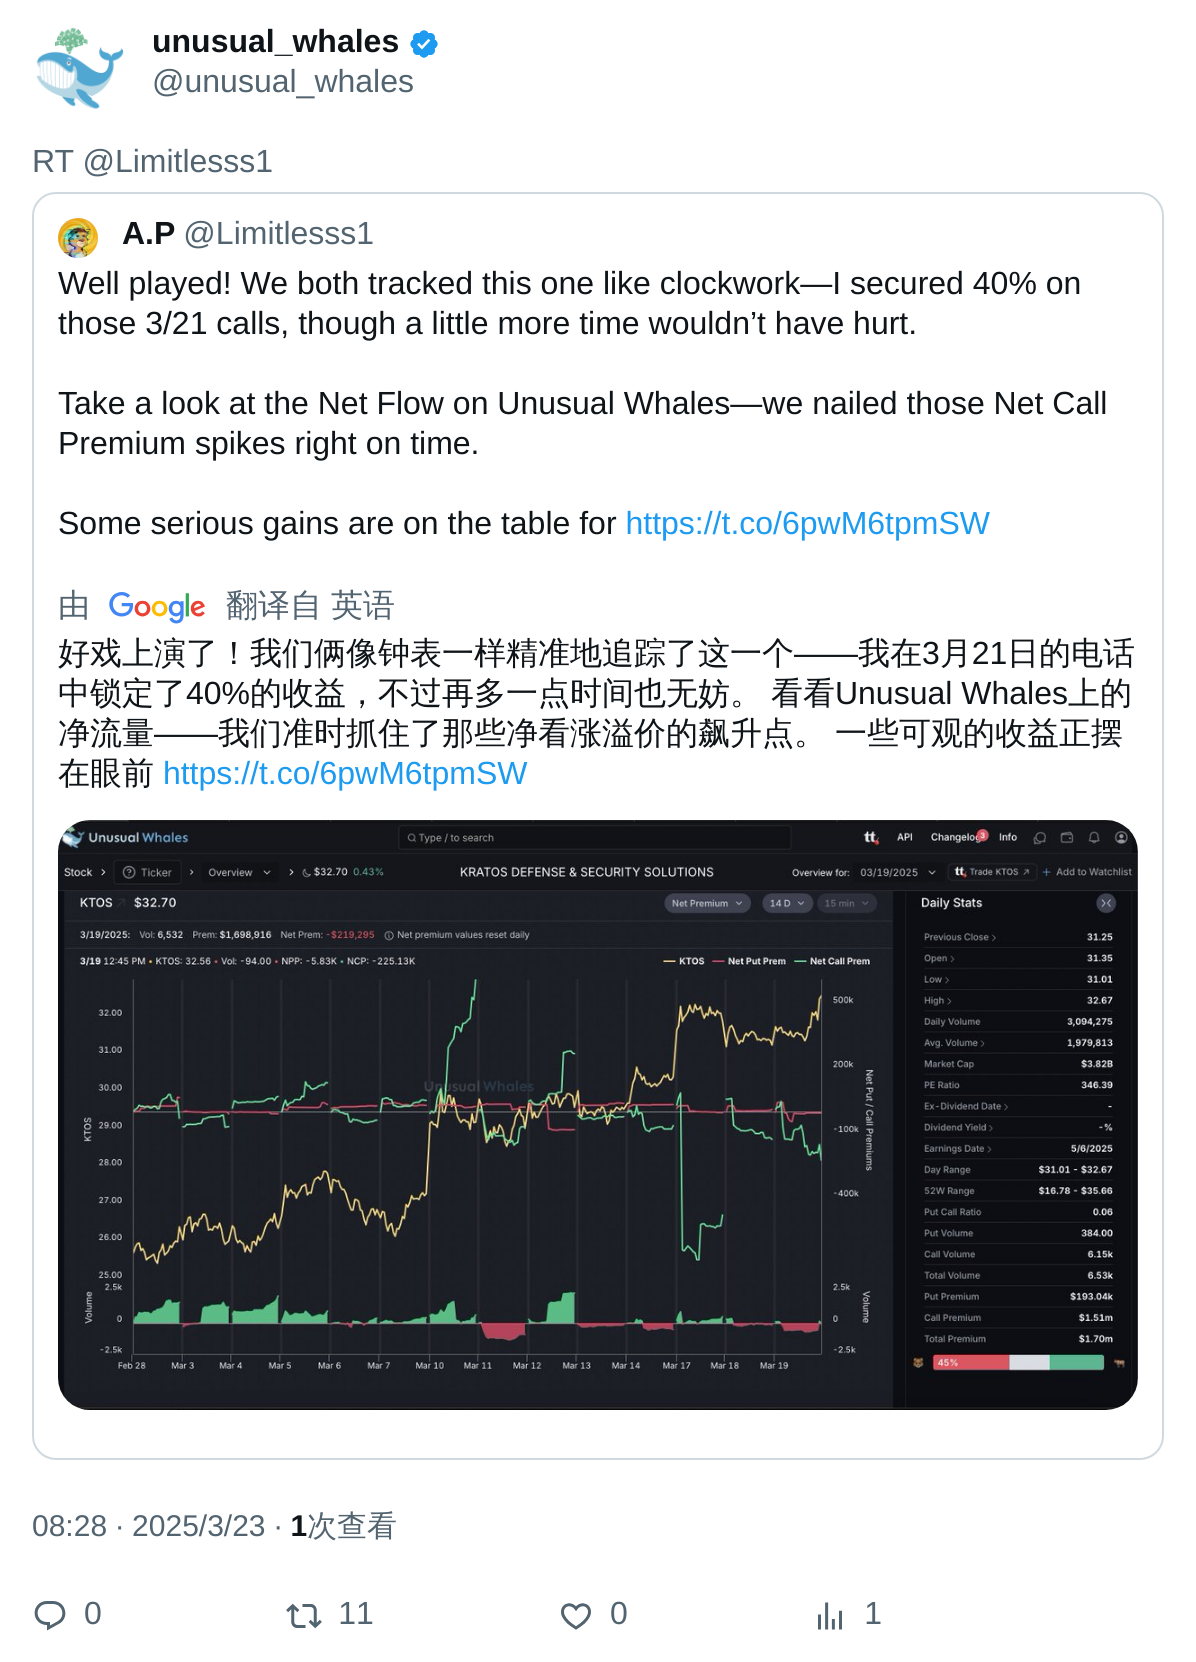 unusual_whales
@unusual_whales
RT @Limitlesss1
A.P @Limitlesss1
Well played! We both tracked this one like clockwork—I secured 40% on
those 3/21 calls, though a little more time wouldn’t have hurt.
Take a look at the Net Flow on Unusual Whales—we nailed those Net Call
Premium spikes right on time.
Some serious gains are on the table for https://t.co/6pwM6tpmSW
由 Google 翻译自 英语
好戏上演了！我们俩像钟表一样精准地追踪了这一个——我在3月21日的电话
中锁定了40%的收益，不过再多一点时间也无妨。 看看Unusual Whales上的
净流量——我们准时抓住了那些净看涨溢价的飙升点。 一些可观的收益正摆
在眼前 https://t.co/6pwM6tpmSW
Unusual Whales
Type / to search
tt API Changelog 3 Info
Stock > Ticker > Overview > $32.70 0.43%
KRATOS DEFENSE & SECURITY SOLUTIONS
Overview for: 03/19/2025 tt Trade KTOS ↗ + Add to Watchlist
KTOS ↗ $32.70
Net Premium 14 D 15 min
3/19/2025: Vol: 6,532 Prem: $1,698,916 Net Prem: -$219,295 Net premium values reset daily
3/19 12:45 PM • KTOS: 32.56 • Vol: -94.00 • NPP: -5.83K • NCP: -225.13K
KTOS Net Put Prem Net Call Prem
32.00
31.00
30.00
29.00
28.00
27.00
26.00
25.00
KTOS
Unusual Whales
500k
200k
-100k
-400k
Net Put / Call Premiums
2.5k
0
-2.5k
Volume
2.5k
0
-2.5k
Volume
Feb 28 Mar 3 Mar 4 Mar 5 Mar 6 Mar 7 Mar 10 Mar 11 Mar 12 Mar 13 Mar 14 Mar 17 Mar 18 Mar 19
Daily Stats
Previous Close > 31.25
Open > 31.35
Low > 31.01
High > 32.67
Daily Volume 3,094,275
Avg. Volume > 1,979,813
Market Cap $3.82B
PE Ratio 346.39
Ex-Dividend Date > -
Dividend Yield > -%
Earnings Date > 5/6/2025
Day Range $31.01 - $32.67
52W Range $16.78 - $35.66
Put Call Ratio 0.06
Put Volume 384.00
Call Volume 6.15k
Total Volume 6.53k
Put Premium $193.04k
Call Premium $1.51m
Total Premium $1.70m
45%
08:28 · 2025/3/23 · 1次查看
0 11 0 1